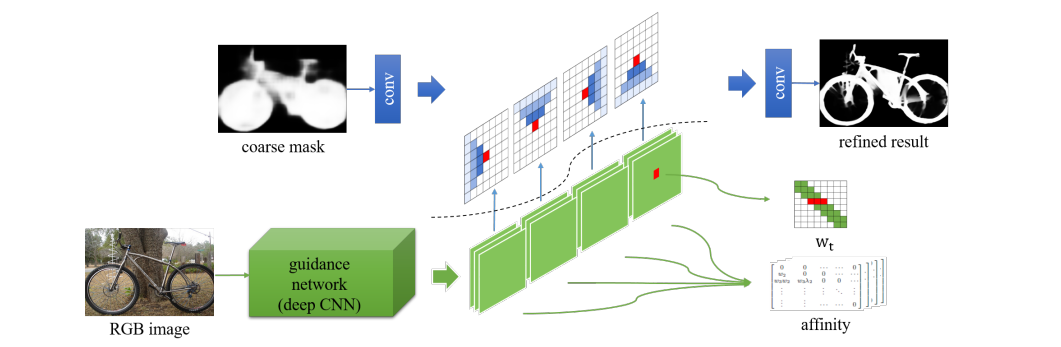 conv
conv
coarse mask
refined result
guidance
network
(deep CNN)
w_t
RGB image
affinity